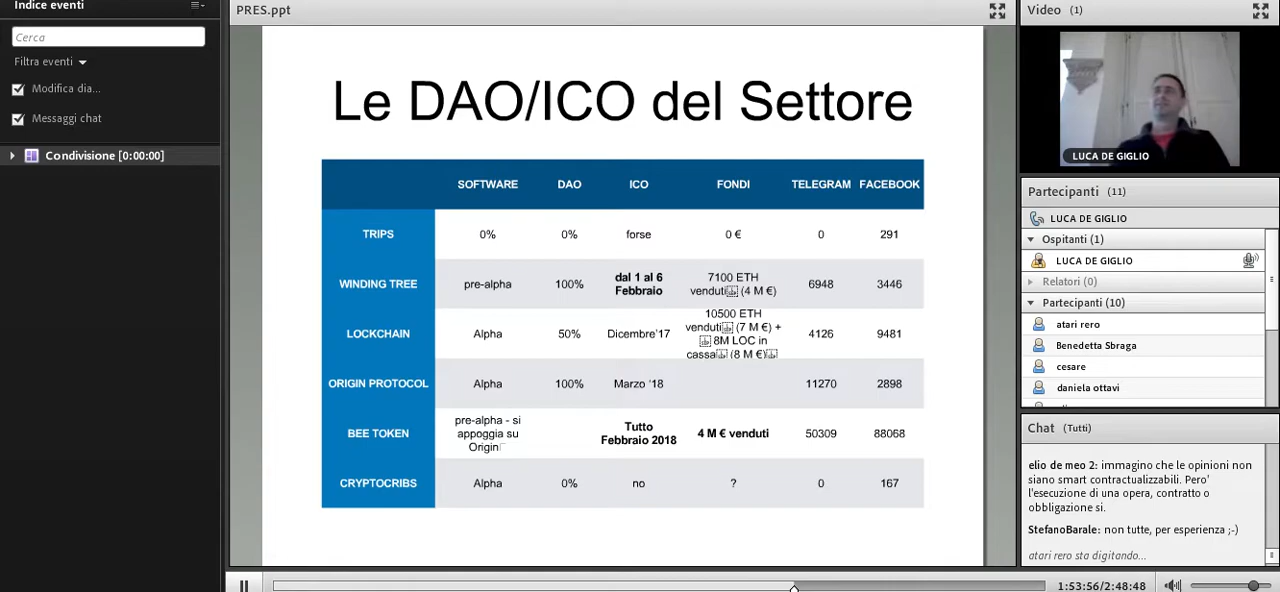 Indice eventi
Cerca
Filtra eventi
Modifica dia...
Messaggi chat
Condivisione [0:00:00]
PRES.ppt
Le DAO/ICO del Settore
SOFTWARE DAO ICO FONDI TELEGRAM FACEBOOK
TRIPS 0% 0% forse 0 € 0 291
WINDING TREE pre-alpha 100% dal 1 al 6
Febbraio 7100 ETH
venduti (4 M €) 6948 3446
LOCKCHAIN Alpha 50% Dicembre'17 10500 ETH
venduti (7 M €) +
8M LOC in
cassa (8 M €) 4126 9481
ORIGIN PROTOCOL Alpha 100% Marzo '18 11270 2898
BEE TOKEN pre-alpha - si
appoggia su
Origin Tutto
Febbraio 2018 4 M € venduti 50309 88068
CRYPTOCRIBS Alpha 0% no ? 0 167
Video (1)
LUCA DE GIGLIO
Partecipanti (11)
LUCA DE GIGLIO
Ospitanti (1)
LUCA DE GIGLIO
Relatori (0)
Partecipanti (10)
atari rero
Benedetta Sbraga
cesare
daniela ottavi
Chat (Tutti)
elio de meo 2: immagino che le opinioni non
siano smart contractualizzabili. Pero'
l'esecuzione di una opera, contratto o
obbligazione si.
StefanoBarale: non tutte, per esperienza ;-)
atari rero sta digitando...
1:53:56/2:48:48